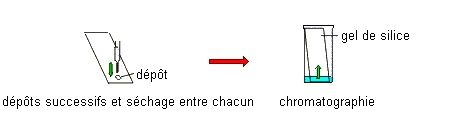 gel de silice
dépôt
dépôts successifs et séchage entre chacun
chromatographie